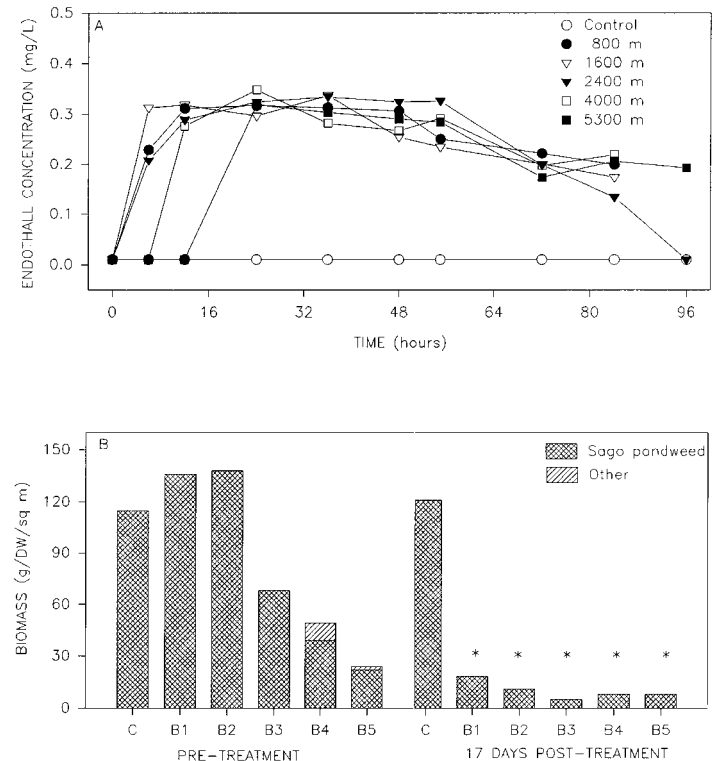 A
0.5
0.4
0.3
0.2
0.1
0.0
ENDOTHALL CONCENTRATION (mg/L)
Control
800 m
1600 m
2400 m
4000 m
5300 m
0 16 32 48 64 80 96
TIME (hours)
B
150
120
90
60
30
0
BIOMASS (g/DW/sq m)
Sago pondweed
Other
* * * * *
C B1 B2 B3 B4 B5 C B1 B2 B3 B4 B5
PRE-TREATMENT 17 DAYS POST-TREATMENT